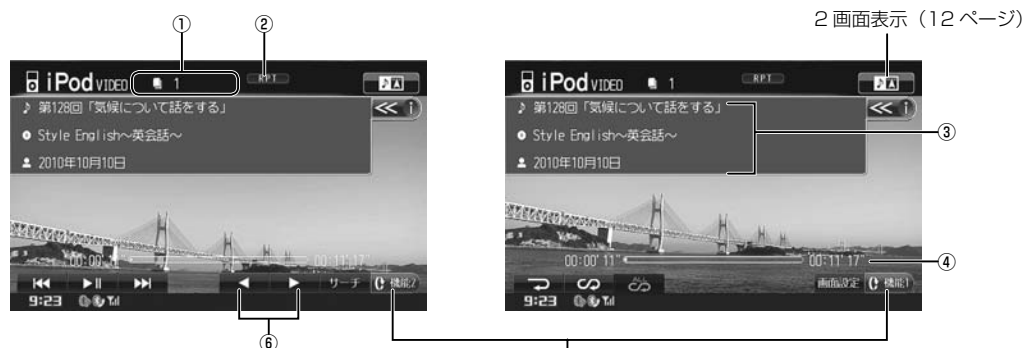 2 画面表示（12 ページ）
① ②
iPod VIDEO 1 RPT
第128回「気候について話をする」
Style English～英会話～
2010年10月10日
00:11'17"
サーチ 機能2
9:23
⑥
iPod VIDEO 1 RPT
第128回「気候について話をする」
Style English～英会話～
2010年10月10日
③
00:00'11" 00:11'17"
④
ALL
画面設定 機能1
9:23